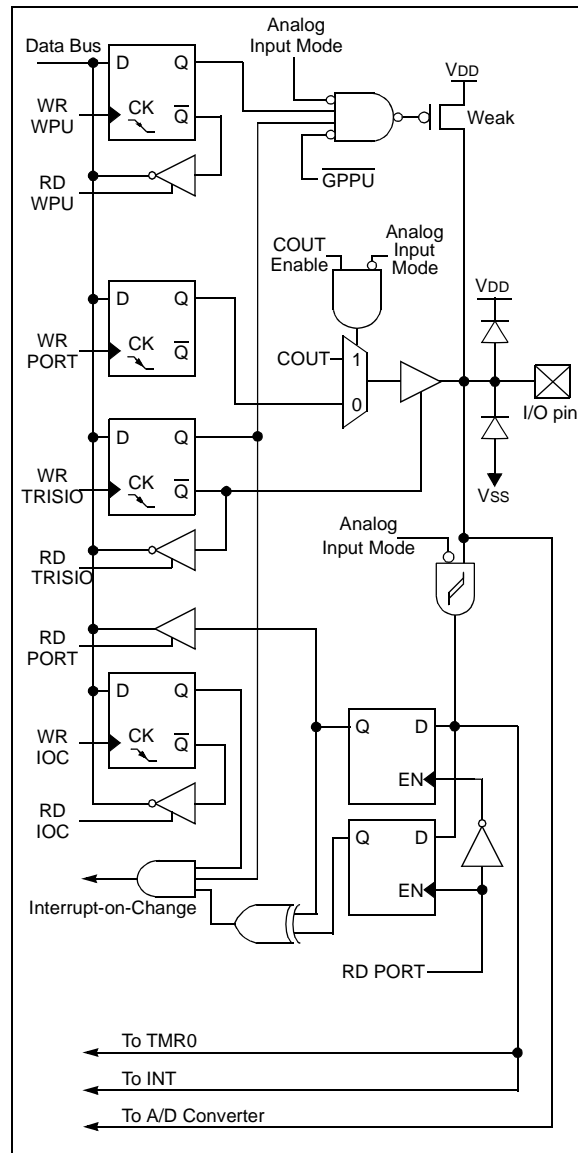 Analog
Input Mode
Data Bus
D Q
VDD
WR
WPU
CK Q
Weak
RD
WPU
GPPU
COUT
Enable
Analog
Input
Mode
D Q
VDD
WR
PORT
CK Q
COUT
1
0
I/O pin
D Q
WR
TRISIO
CK Q
VSS
Analog
Input Mode
RD
TRISIO
RD
PORT
D Q
Q D
WR
IOC
CK Q
EN
RD
IOC
Q D
EN
Interrupt-on-Change
RD PORT
To TMR0
To INT
To A/D Converter